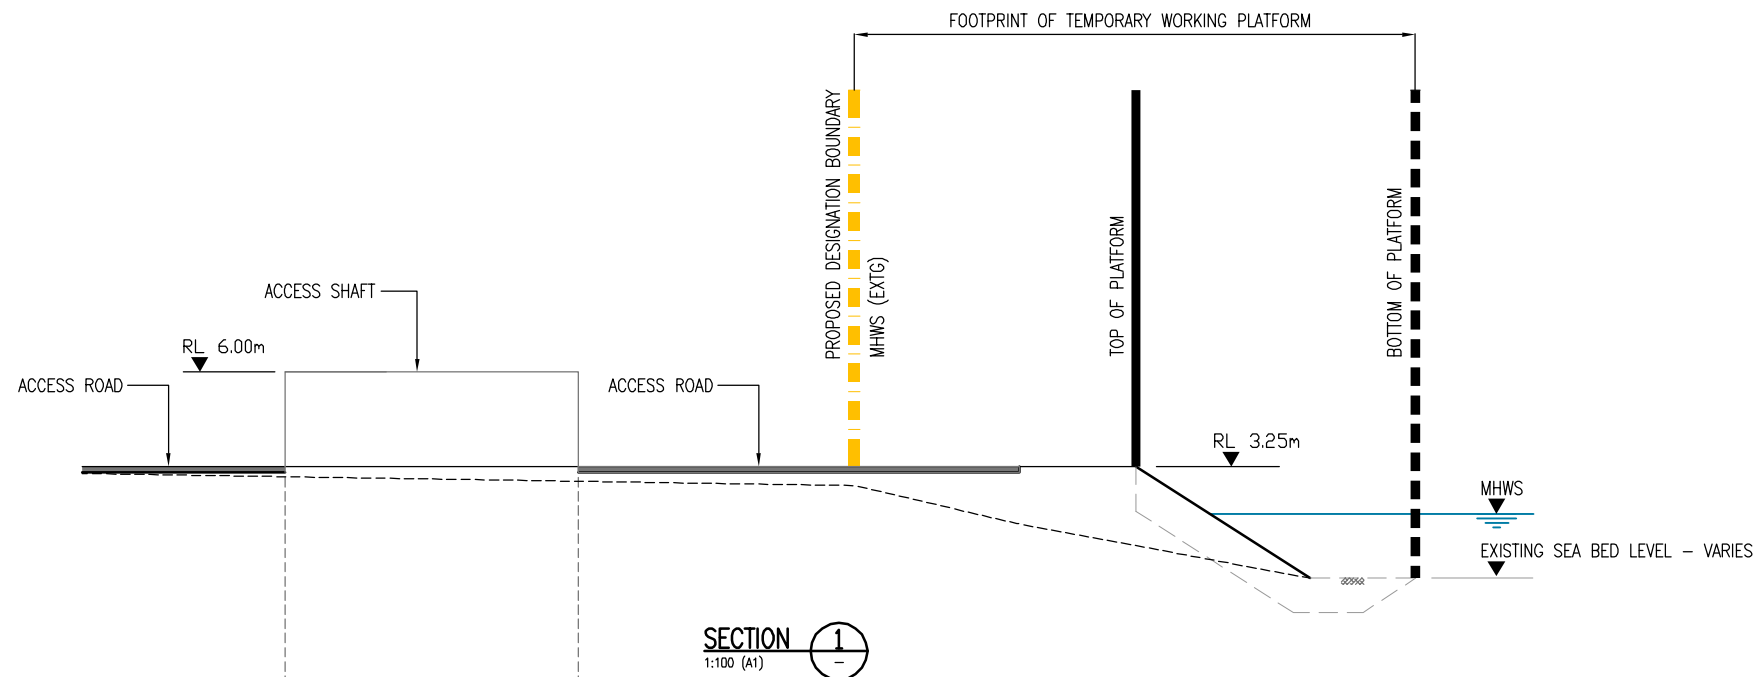 FOOTPRINT OF TEMPORARY WORKING PLATFORM
PROPOSED DESIGNATION BOUNDARY
MHWS (EXTG)
TOP OF PLATFORM
BOTTOM OF PLATFORM
ACCESS SHAFT
RL 6.00m
ACCESS ROAD
ACCESS ROAD
RL 3.25m
MHWS
EXISTING SEA BED LEVEL - VARIES
SECTION 1
1:100 (A1) -